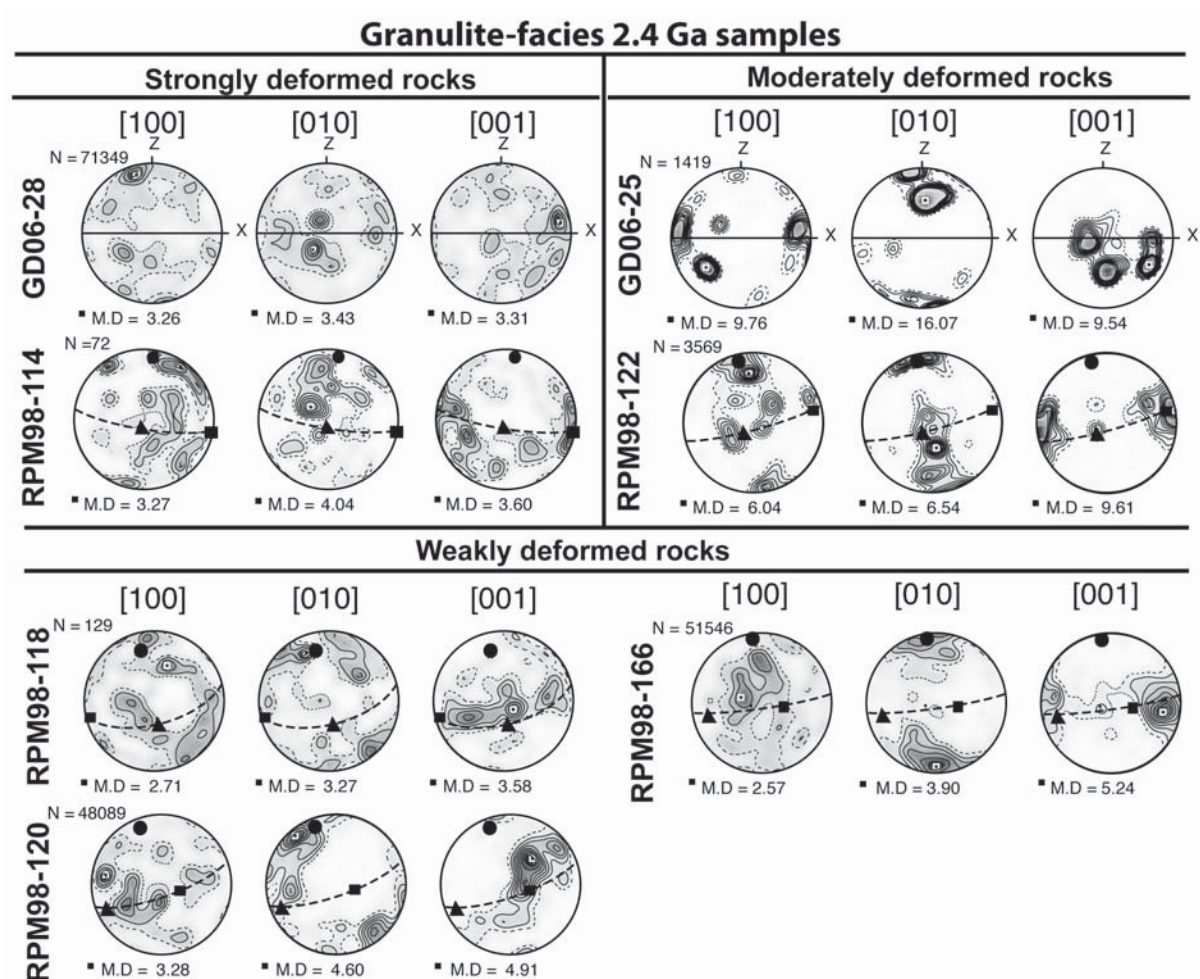 Granulite-facies 2.4 Ga samples
Strongly deformed rocks
[100] [010] [001]
Z Z Z
GD06-28
N = 71349
X X X
M.D = 3.26 M.D = 3.43 M.D = 3.31
RPM98-114
N =72
M.D = 3.27 M.D = 4.04 M.D = 3.60
Moderately deformed rocks
[100] [010] [001]
Z Z Z
GD06-25
N = 1419
X X X
M.D = 9.76 M.D = 16.07 M.D = 9.54
RPM98-122
N = 3569
M.D = 6.04 M.D = 6.54 M.D = 9.61
Weakly deformed rocks
[100] [010] [001]
RPM98-118
N = 129
M.D = 2.71 M.D = 3.27 M.D = 3.58
RPM98-120
N = 48089
M.D = 3.28 M.D = 4.60 M.D = 4.91
[100] [010] [001]
RPM98-166
N = 51546
M.D = 2.57 M.D = 3.90 M.D = 5.24